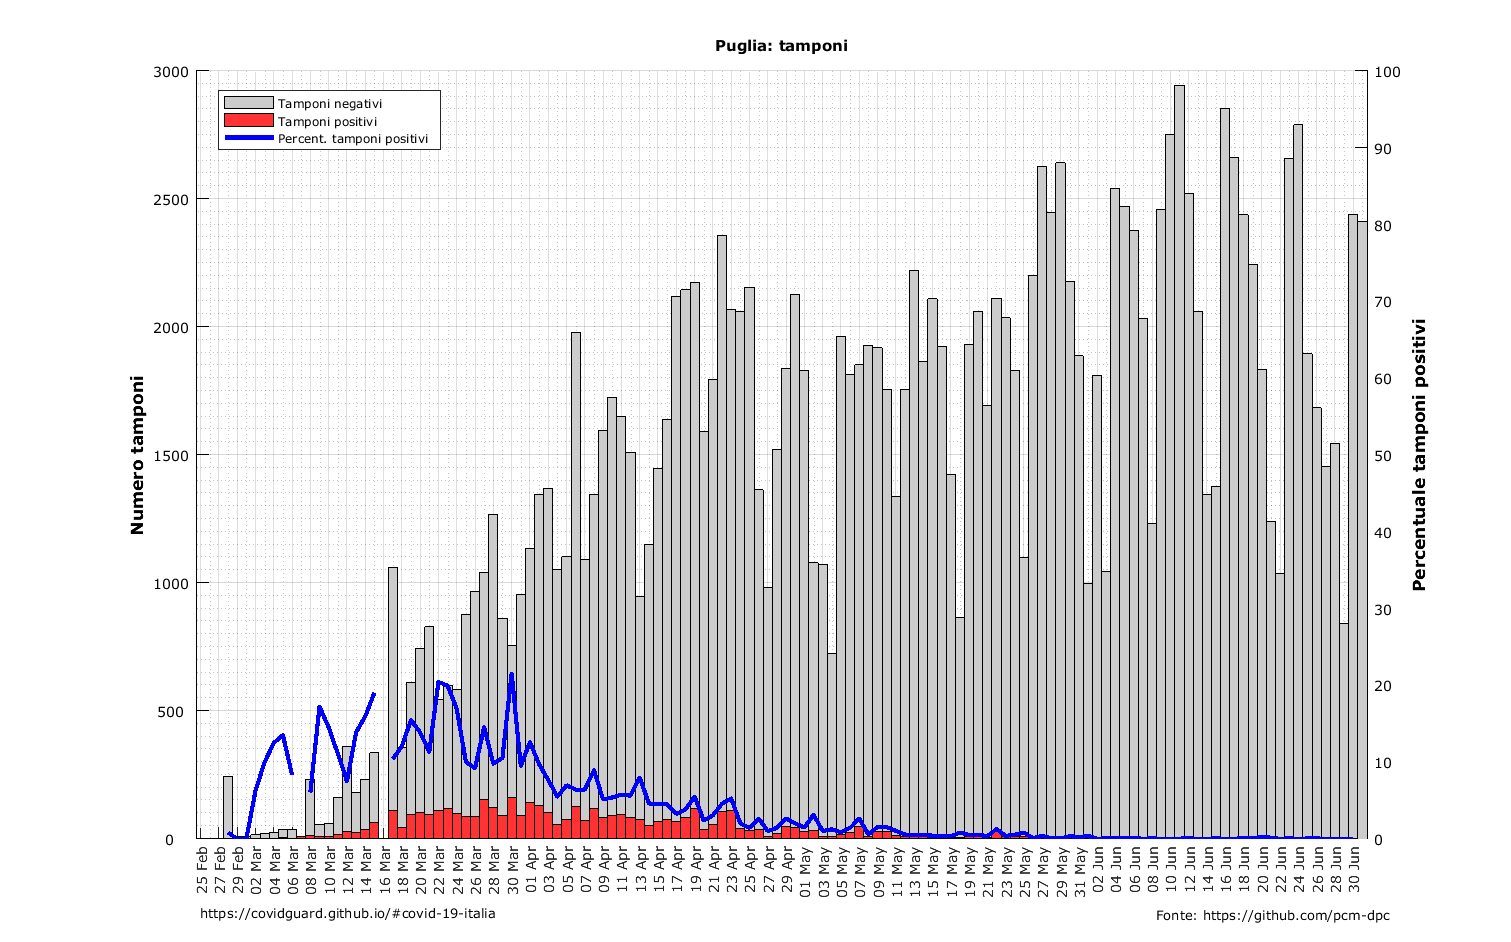 Puglia: tamponi
3000
2500
2000
1500
1000
500
0
Numero tamponi
Tamponi negativi
Tamponi positivi
Percent. tamponi positivi
100
90
80
70
60
50
40
30
20
10
0
Percentuale tamponi positivi
25 Feb
27 Feb
29 Feb
02 Mar
04 Mar
06 Mar
08 Mar
10 Mar
12 Mar
14 Mar
16 Mar
18 Mar
20 Mar
22 Mar
24 Mar
26 Mar
28 Mar
30 Mar
01 Apr
03 Apr
05 Apr
07 Apr
09 Apr
11 Apr
13 Apr
15 Apr
17 Apr
19 Apr
21 Apr
23 Apr
25 Apr
27 Apr
29 Apr
01 May
03 May
05 May
07 May
09 May
11 May
13 May
15 May
17 May
19 May
21 May
23 May
25 May
27 May
29 May
31 May
02 Jun
04 Jun
06 Jun
08 Jun
10 Jun
12 Jun
14 Jun
16 Jun
18 Jun
20 Jun
22 Jun
24 Jun
26 Jun
28 Jun
30 Jun
https://covidguard.github.io/#covid-19-italia
Fonte: https://github.com/pcm-dpc